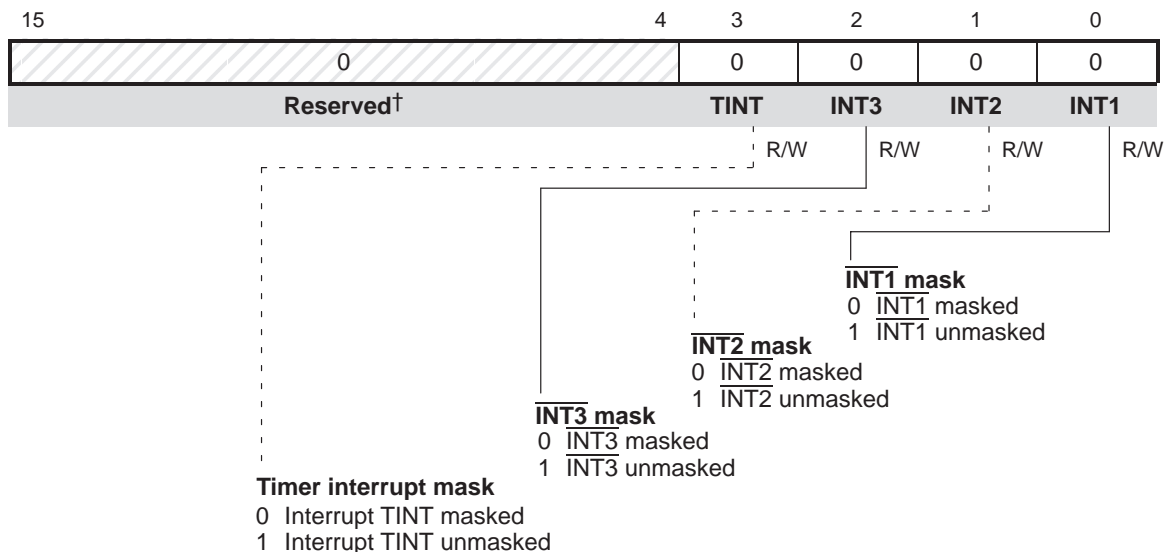 15 4 3 2 1 0
0 0 0 0 0
Reserved† TINT INT3 INT2 INT1
R/W R/W R/W R/W
INT1 mask
0 INT1 masked
1 INT1 unmasked
INT2 mask
0 INT2 masked
1 INT2 unmasked
INT3 mask
0 INT3 masked
1 INT3 unmasked
Timer interrupt mask
0 Interrupt TINT masked
1 Interrupt TINT unmasked